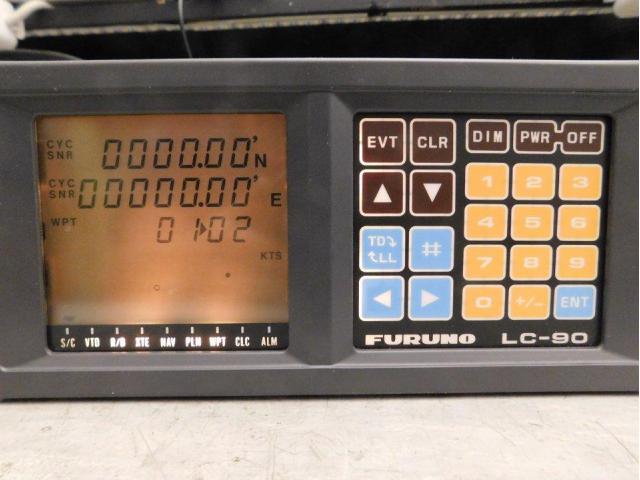 CYC
SNR
0000.00' N
CYC
SNR
00000.00' E
WPT
01▶02
KTS
S/C VTD R/B XTE NAV PLN WPT CLC ALM
EVT CLR DIM PWR OFF
▲ ▼
1 2 3
4 5 6
TD
LL
#
7 8 9
◀ ▶
0 +/- ENT
FURUNO LC-90